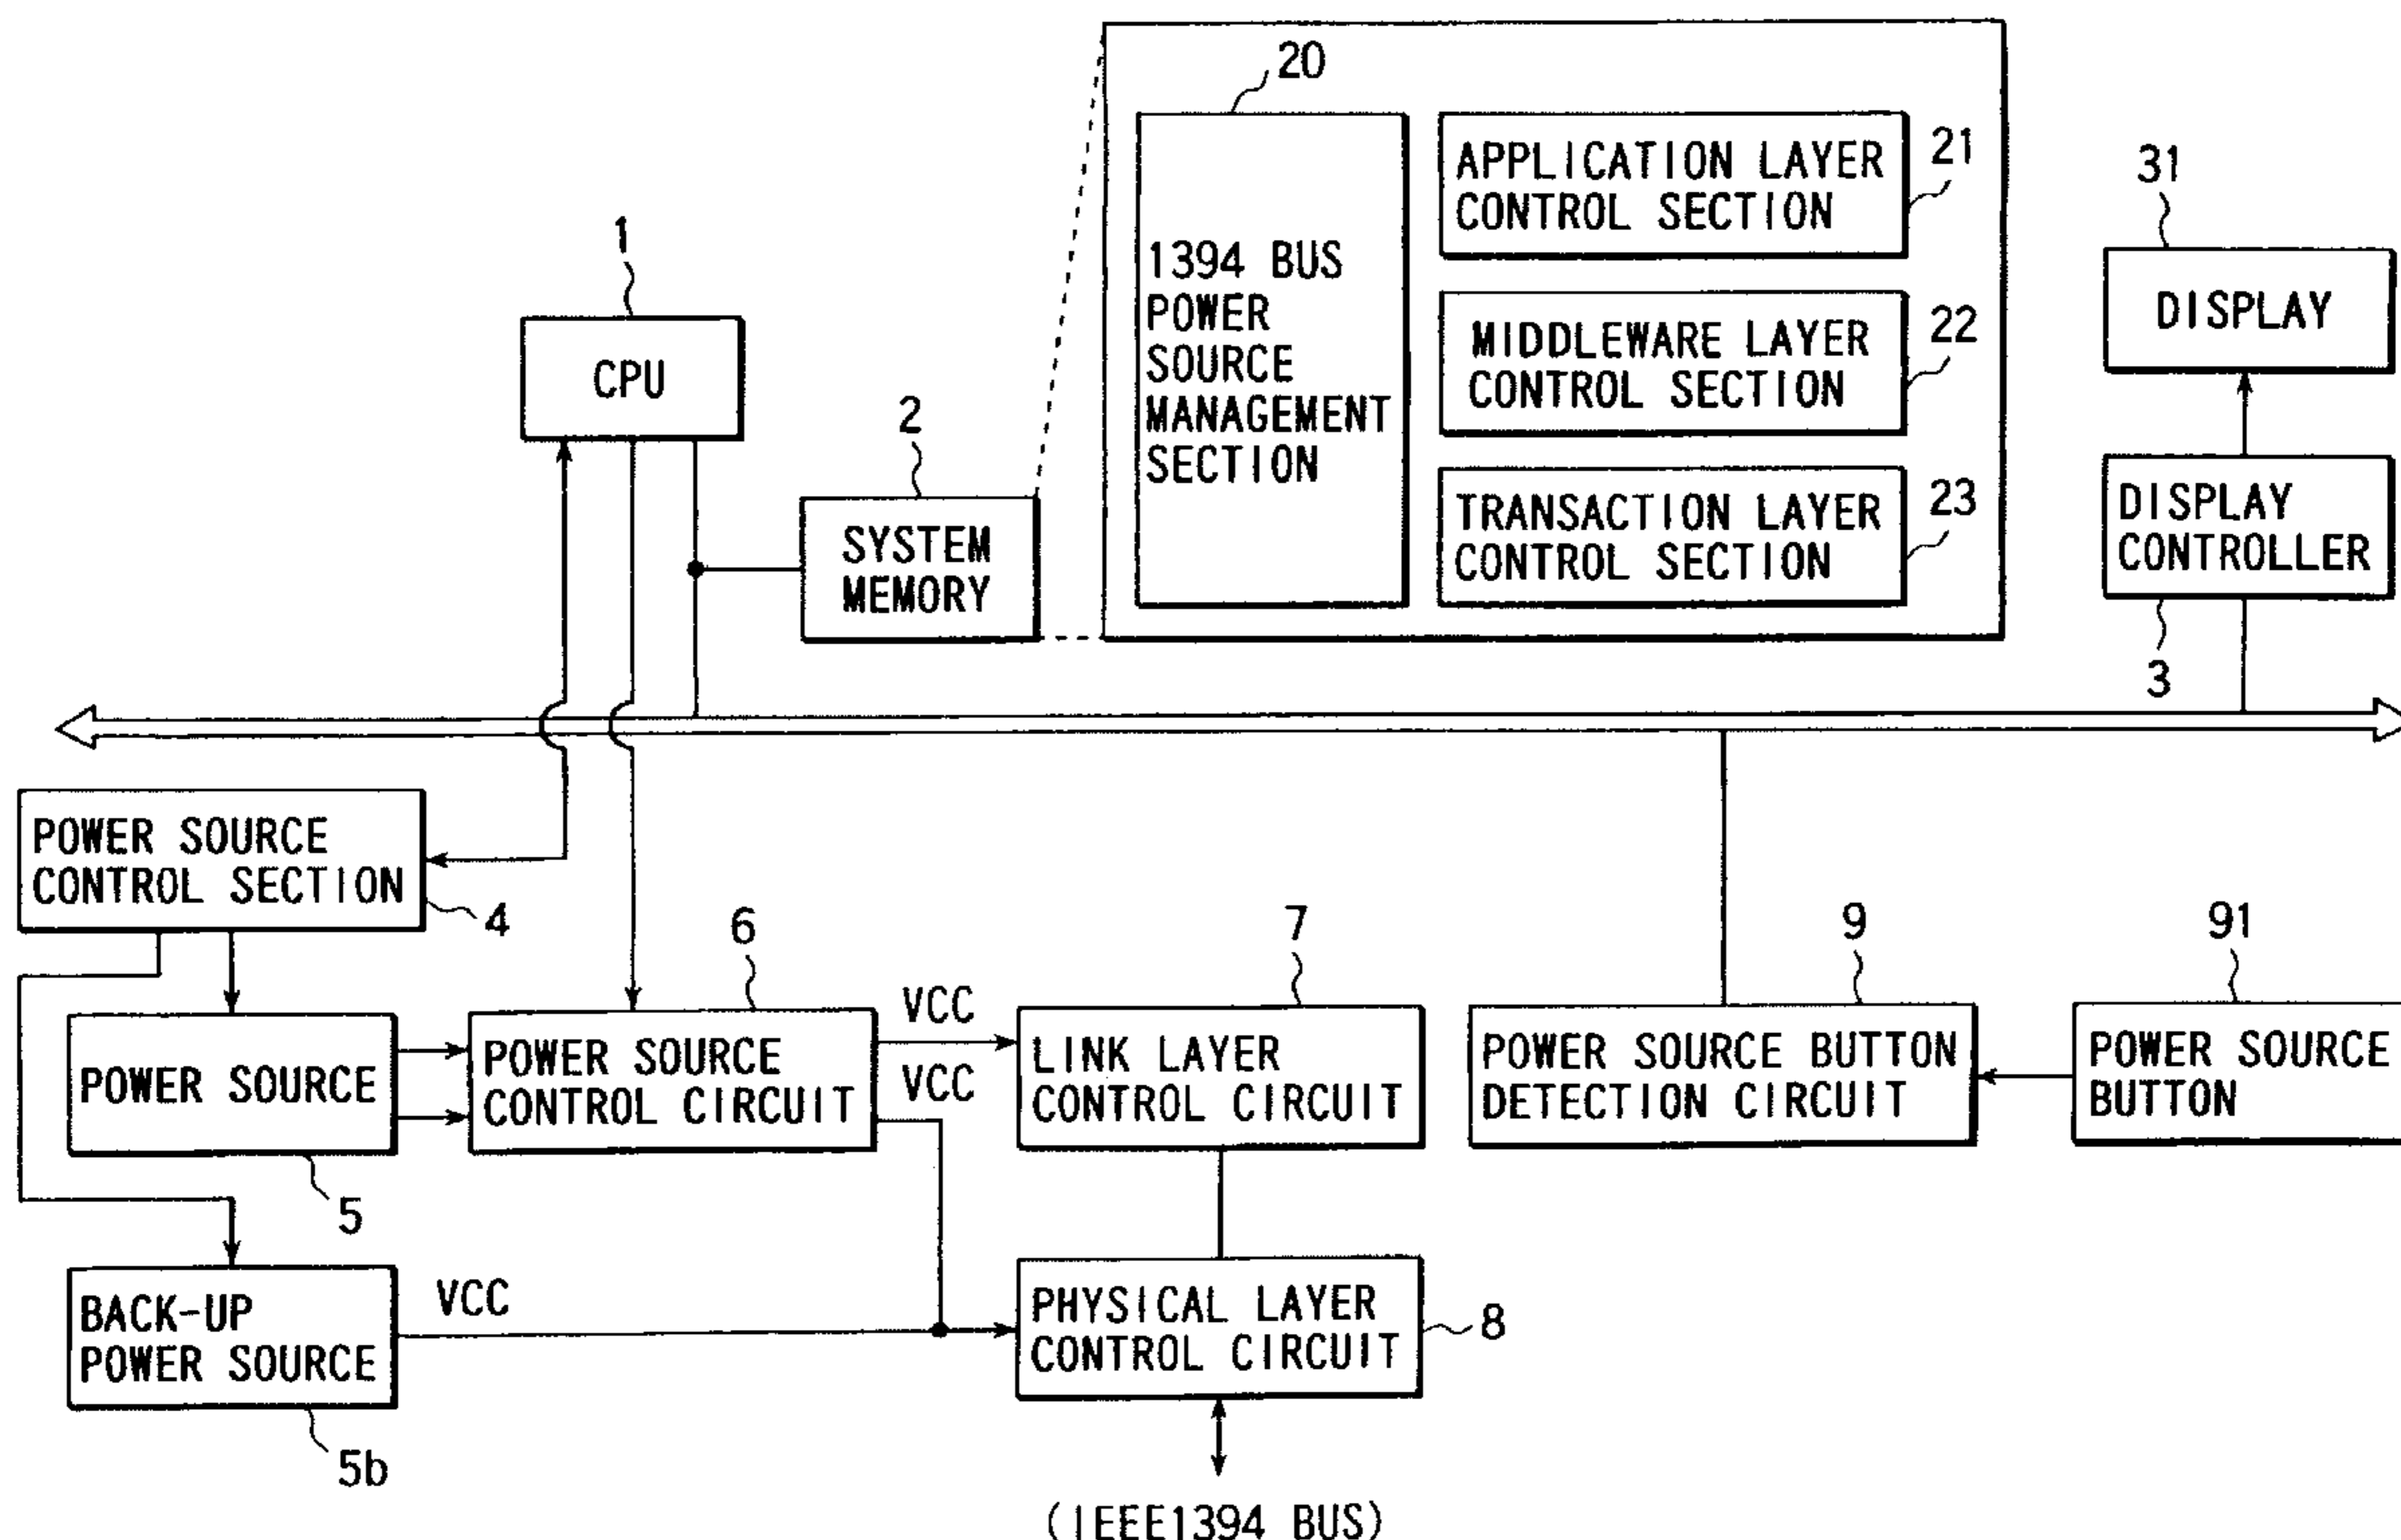 20
APPLICATION LAYER
CONTROL SECTION
21
31
1394 BUS
POWER
SOURCE
MANAGEMENT
SECTION
1
CPU
MIDDLEWARE LAYER
CONTROL SECTION
22
DISPLAY
2
SYSTEM
MEMORY
TRANSACTION LAYER
CONTROL SECTION
23
DISPLAY
CONTROLLER
3
POWER SOURCE
CONTROL SECTION
4
6
7
9
91
POWER SOURCE
5
POWER SOURCE
CONTROL CIRCUIT
VCC
VCC
LINK LAYER
CONTROL CIRCUIT
POWER SOURCE BUTTON
DETECTION CIRCUIT
POWER SOURCE
BUTTON
BACK-UP
POWER SOURCE
5b
VCC
PHYSICAL LAYER
CONTROL CIRCUIT
8
(IEEE1394 BUS)